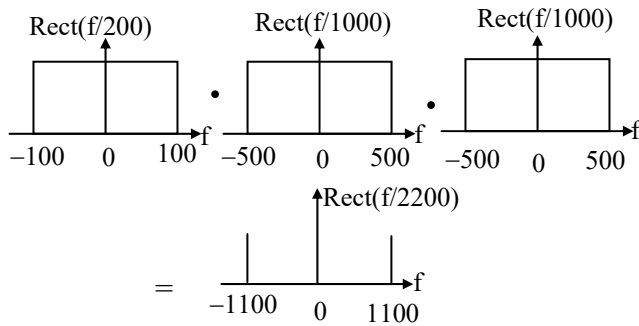 Rect(f/200) Rect(f/1000) Rect(f/1000)
• •
f f f
−100 0 100 −500 0 500 −500 0 500
Rect(f/2200)
= f
−1100 0 1100